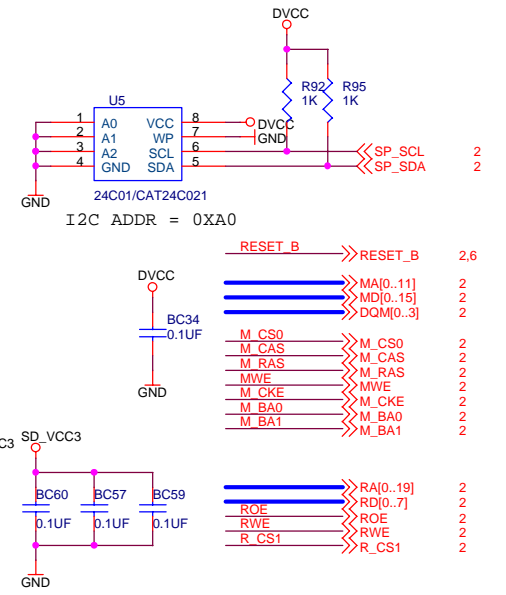 DVCC
R92 R95
1K 1K
U5
1 A0 VCC 8 DVCC
2 A1 WP 7 GND
3 A2 SCL 6 SP_SCL 2
4 GND SDA 5 SP_SDA 2
GND
24C01/CAT24C021
I2C ADDR = 0XA0
RESET_B RESET_B 2,6
DVCC
MA[0..11] 2
MD[0..15] 2
DQM[0..3] 2
BC34
0.1UF
M_CS0 M_CS0 2
M_CAS M_CAS 2
M_RAS M_RAS 2
MWE MWE 2
M_CKE M_CKE 2
M_BA0 M_BA0 2
M_BA1 M_BA1 2
GND
C3 SD_VCC3
BC60 BC57 BC59
0.1UF 0.1UF 0.1UF
RA[0..19] 2
RD[0..7] 2
ROE ROE 2
RWE RWE 2
R_CS1 R_CS1 2
GND